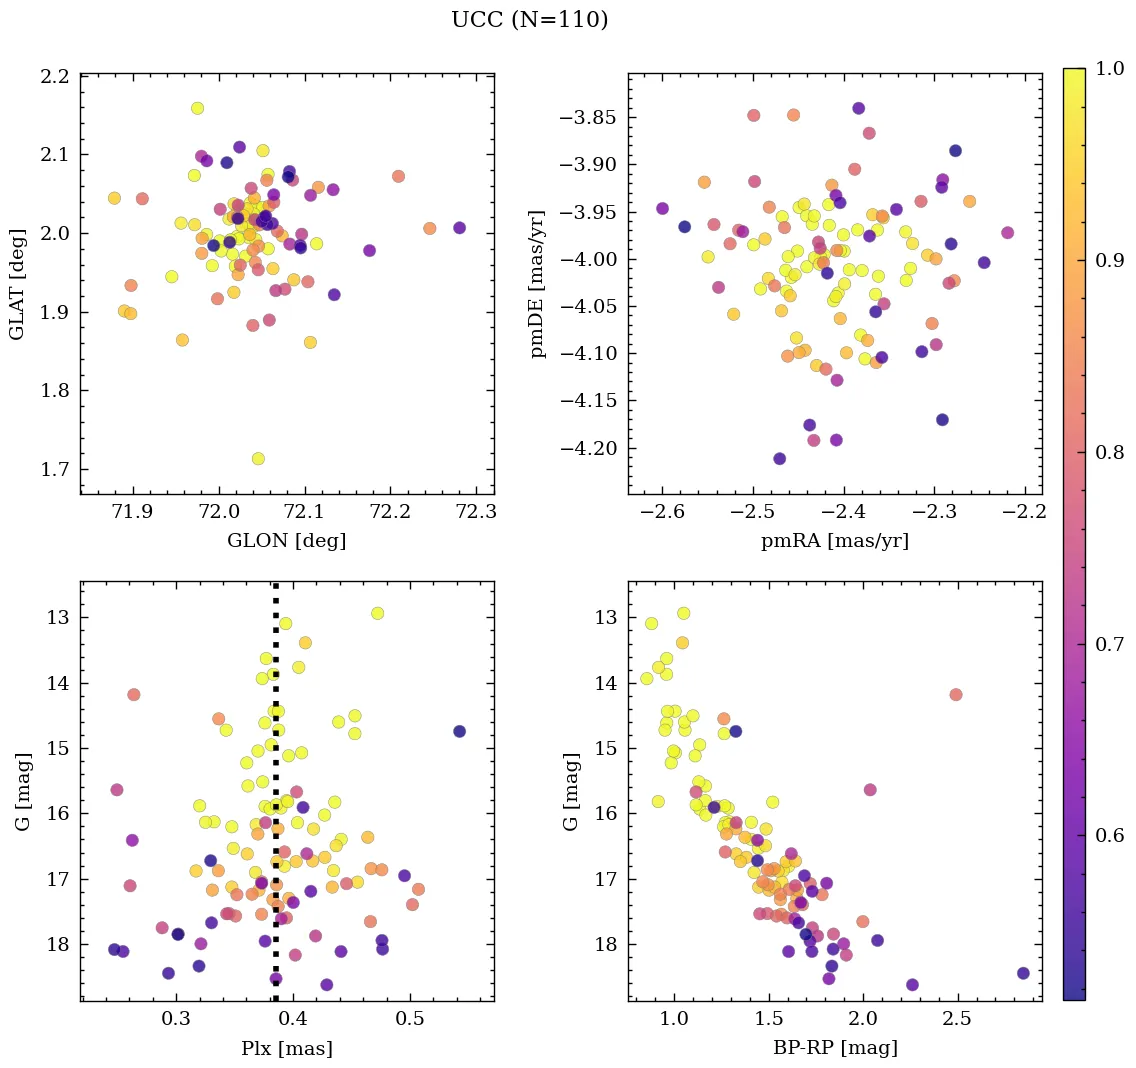 UCC (N=110)
2.2
2.1
2.0
1.9
1.8
1.7
GLAT [deg]
71.9 72.0 72.1 72.2 72.3
GLON [deg]
−3.85
−3.90
−3.95
−4.00
−4.05
−4.10
−4.15
−4.20
pmDE [mas/yr]
−2.6 −2.5 −2.4 −2.3 −2.2
pmRA [mas/yr]
13
14
15
16
17
18
G [mag]
0.3 0.4 0.5
Plx [mas]
13
14
15
16
17
18
G [mag]
1.0 1.5 2.0 2.5
BP-RP [mag]
1.0
0.9
0.8
0.7
0.6